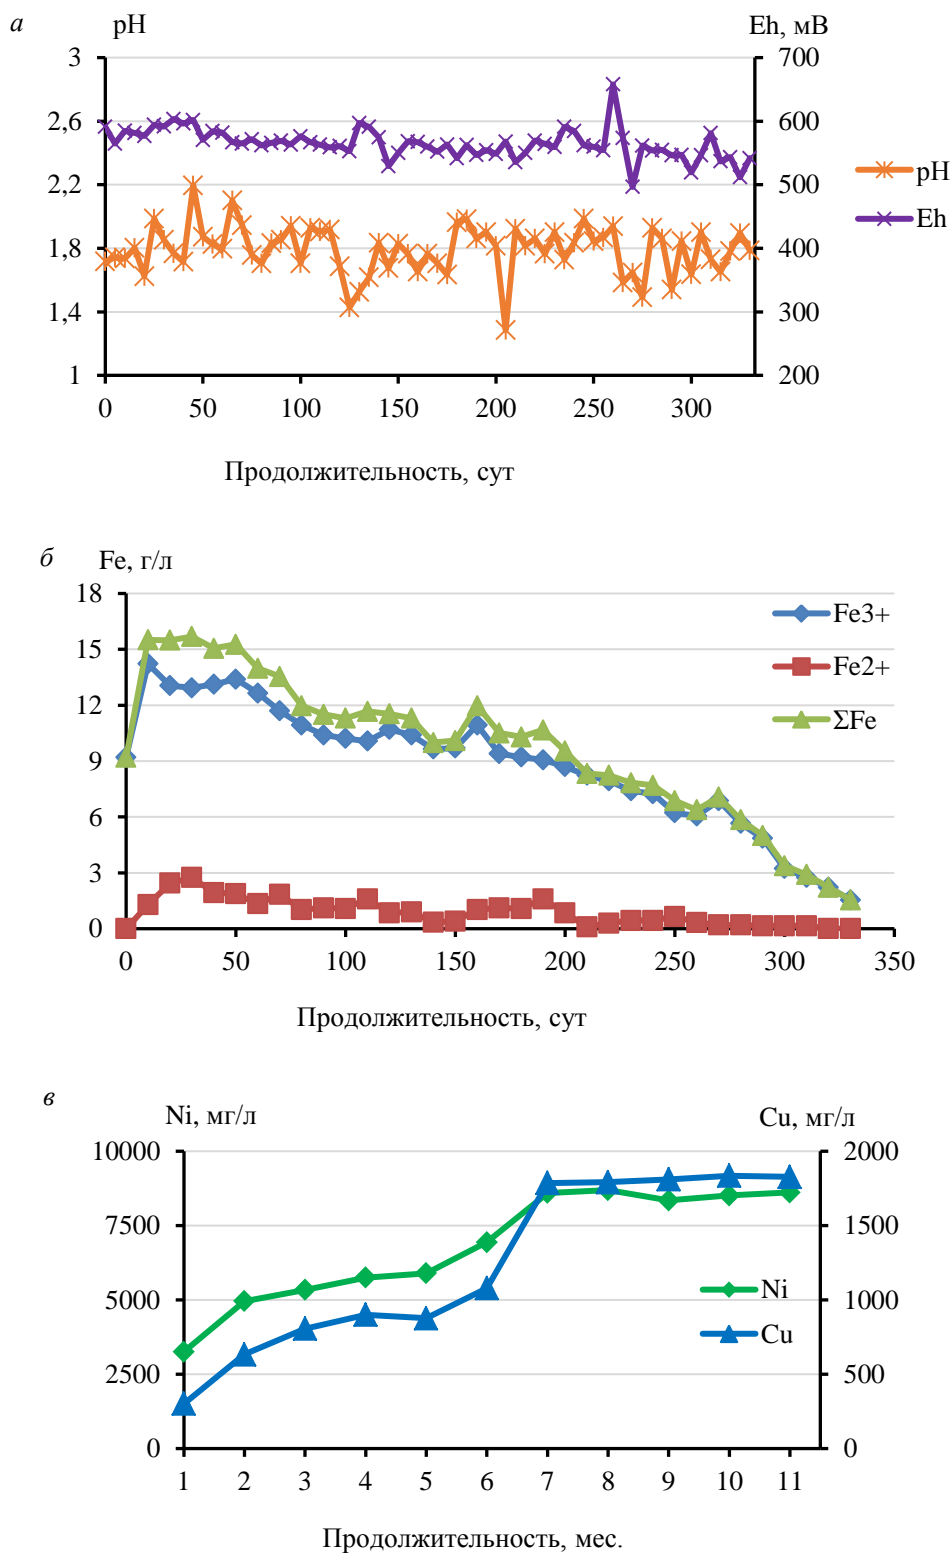 а pH Eh, мВ
3 700
2,6 600
2,2 500
1,8 400
1,4 300
1 200
pH
Eh
0 50 100 150 200 250 300
Продолжительность, сут
б Fe, г/л
18
15
12
9
6
3
0
Fe3+
Fe2+
ΣFe
0 50 100 150 200 250 300 350
Продолжительность, сут
в
Ni, мг/л Cu, мг/л
10000 2000
7500 1500
5000 1000
2500 500
0 0
Ni
Cu
1 2 3 4 5 6 7 8 9 10 11
Продолжительность, мес.